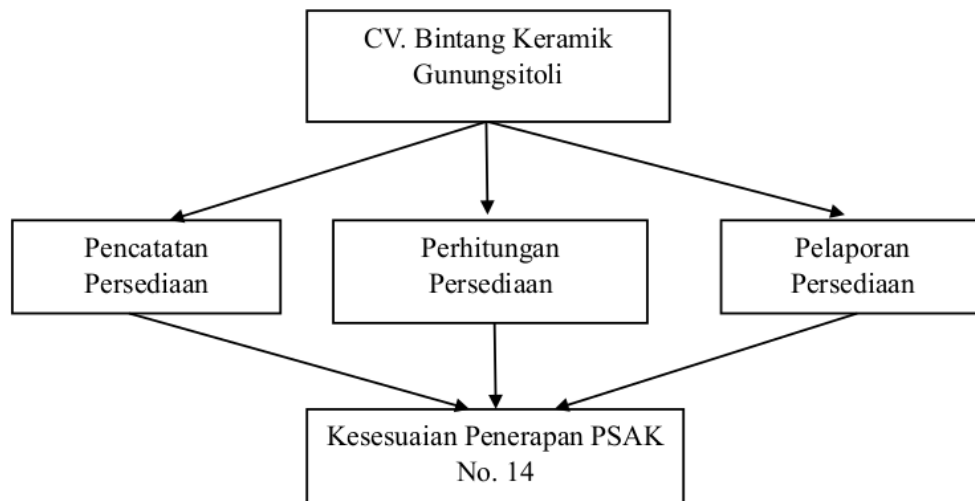 CV. Bintang Keramik
Gunungsitoli
Pencatatan
Persediaan
Perhitungan
Persediaan
Pelaporan
Persediaan
Kesesuaian Penerapan PSAK
No. 14